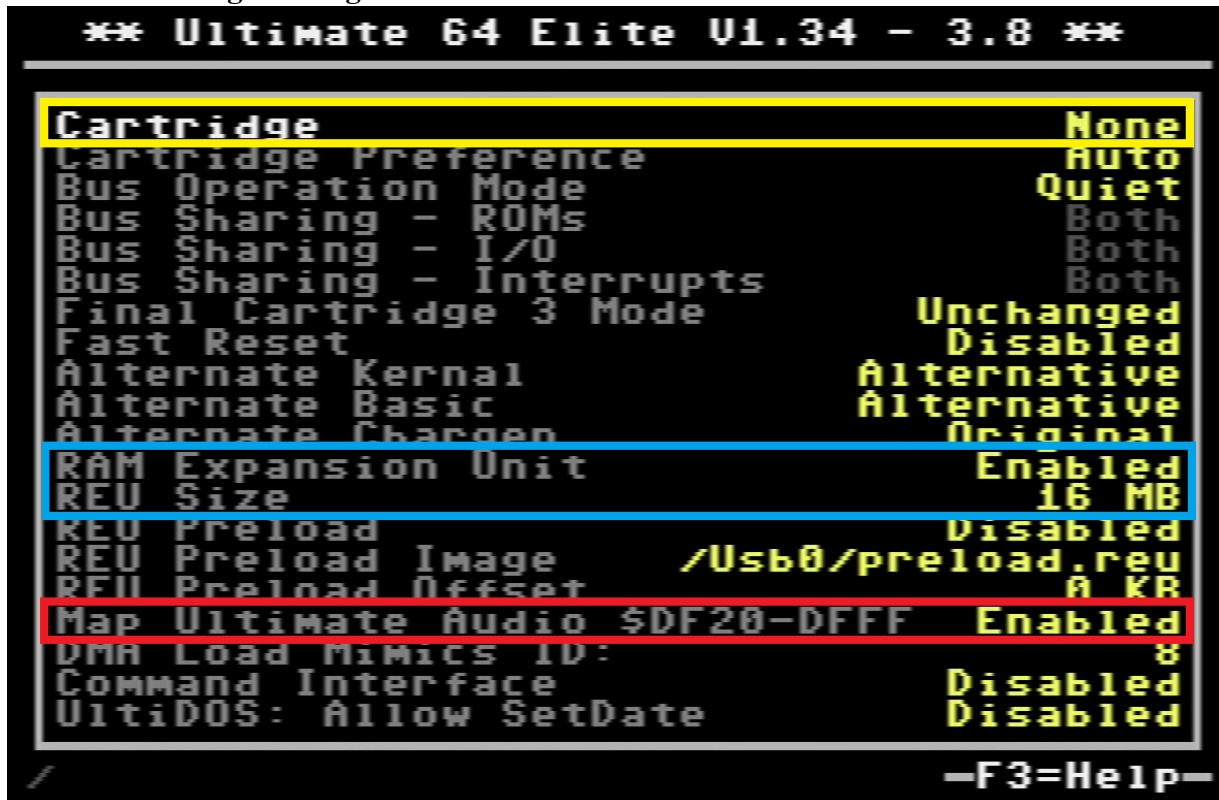 ** Ultimate 64 Elite V1.34 - 3.8 **
Cartridge None
Cartridge Preference Auto
Bus Operation Mode Quiet
Bus Sharing - ROMs Both
Bus Sharing - I/O Both
Bus Sharing - Interrupts Both
Final Cartridge 3 Mode Unchanged
Fast Reset Disabled
Alternate Kernal Alternative
Alternate Basic Alternative
Alternate Chargen Original
RAM Expansion Unit Enabled
REU Size 16 MB
REU Preload Disabled
REU Preload Image /Usb0/preload.reu
REU Preload Offset 0 KB
Map Ultimate Audio $DF20-DFFF Enabled
DMA Load Mimics ID: 8
Command Interface Disabled
UltiDOS: Allow SetDate Disabled
/ -F3=Help-